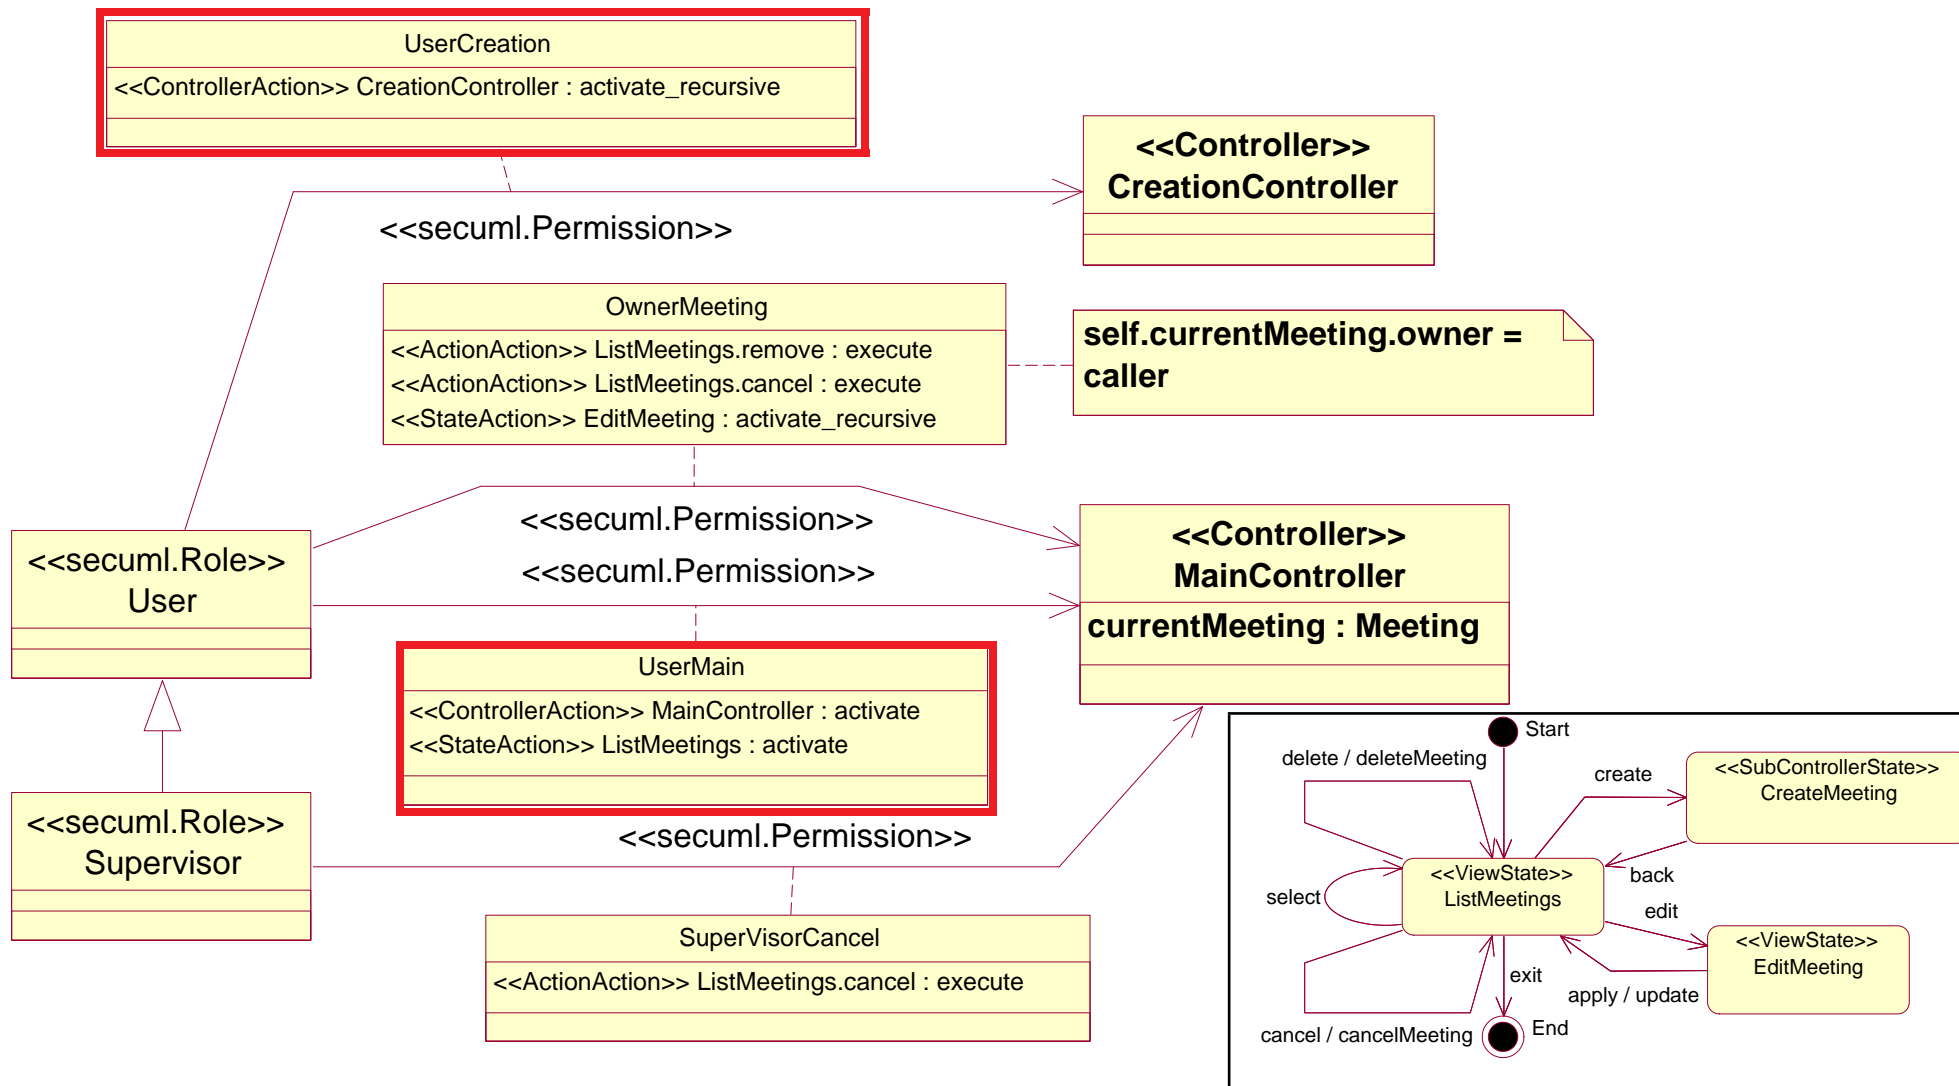 UserCreation
<<ControllerAction>> CreationController : activate_recursive
<<Controller>>
CreationController
<<secuml.Permission>>
OwnerMeeting
<<ActionAction>> ListMeetings.remove : execute
<<ActionAction>> ListMeetings.cancel : execute
<<StateAction>> EditMeeting : activate_recursive
self.currentMeeting.owner =
caller
<<secuml.Permission>>
<<secuml.Permission>>
<<secuml.Role>>
User
<<Controller>>
MainController
currentMeeting : Meeting
UserMain
<<ControllerAction>> MainController : activate
<<StateAction>> ListMeetings : activate
<<secuml.Role>>
Supervisor
<<secuml.Permission>>
SuperVisorCancel
<<ActionAction>> ListMeetings.cancel : execute
Start
delete / deleteMeeting
create
<<SubControllerState>>
CreateMeeting
<<ViewState>>
ListMeetings
back
select
edit
<<ViewState>>
EditMeeting
exit
apply / update
cancel / cancelMeeting
End